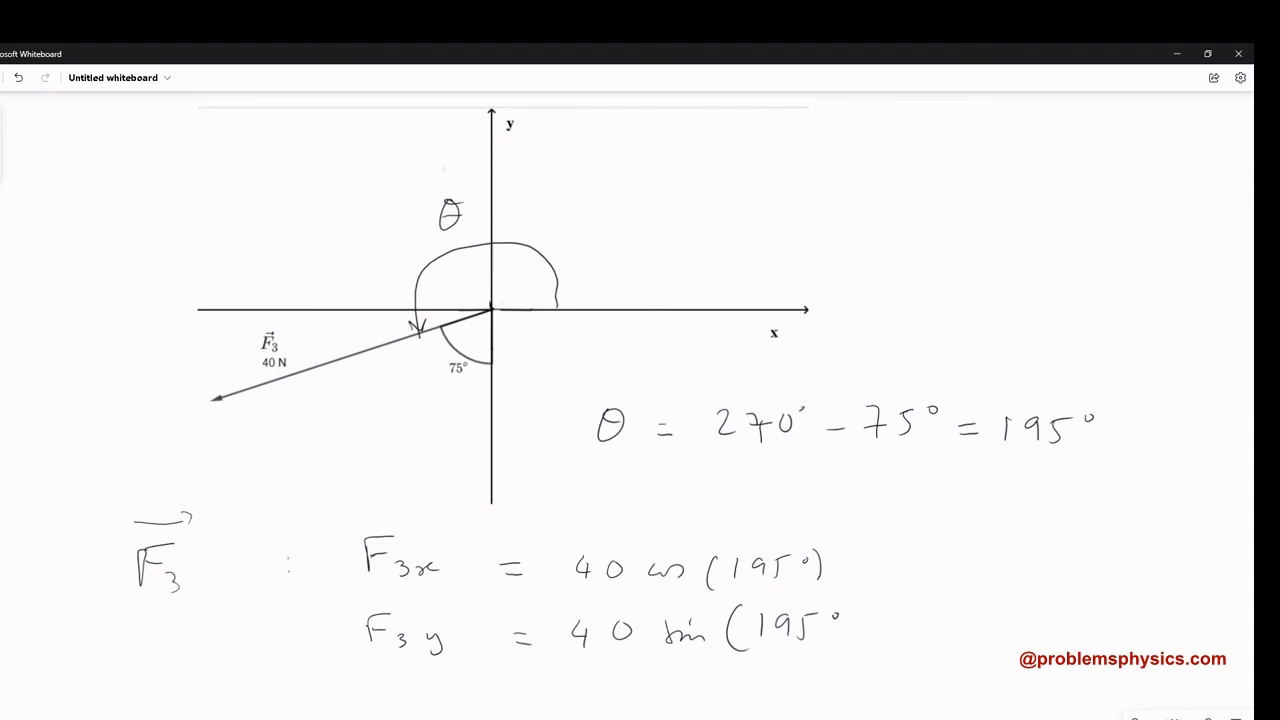 osoft Whiteboard
Untitled whiteboard
y
θ
x
F⃗₃
40 N
75°
θ = 270° - 75° = 195°
F⃗₃ : F₃ₓ = 40 cos (195°)
F₃y = 40 sin (195°
@problemsphysics.com